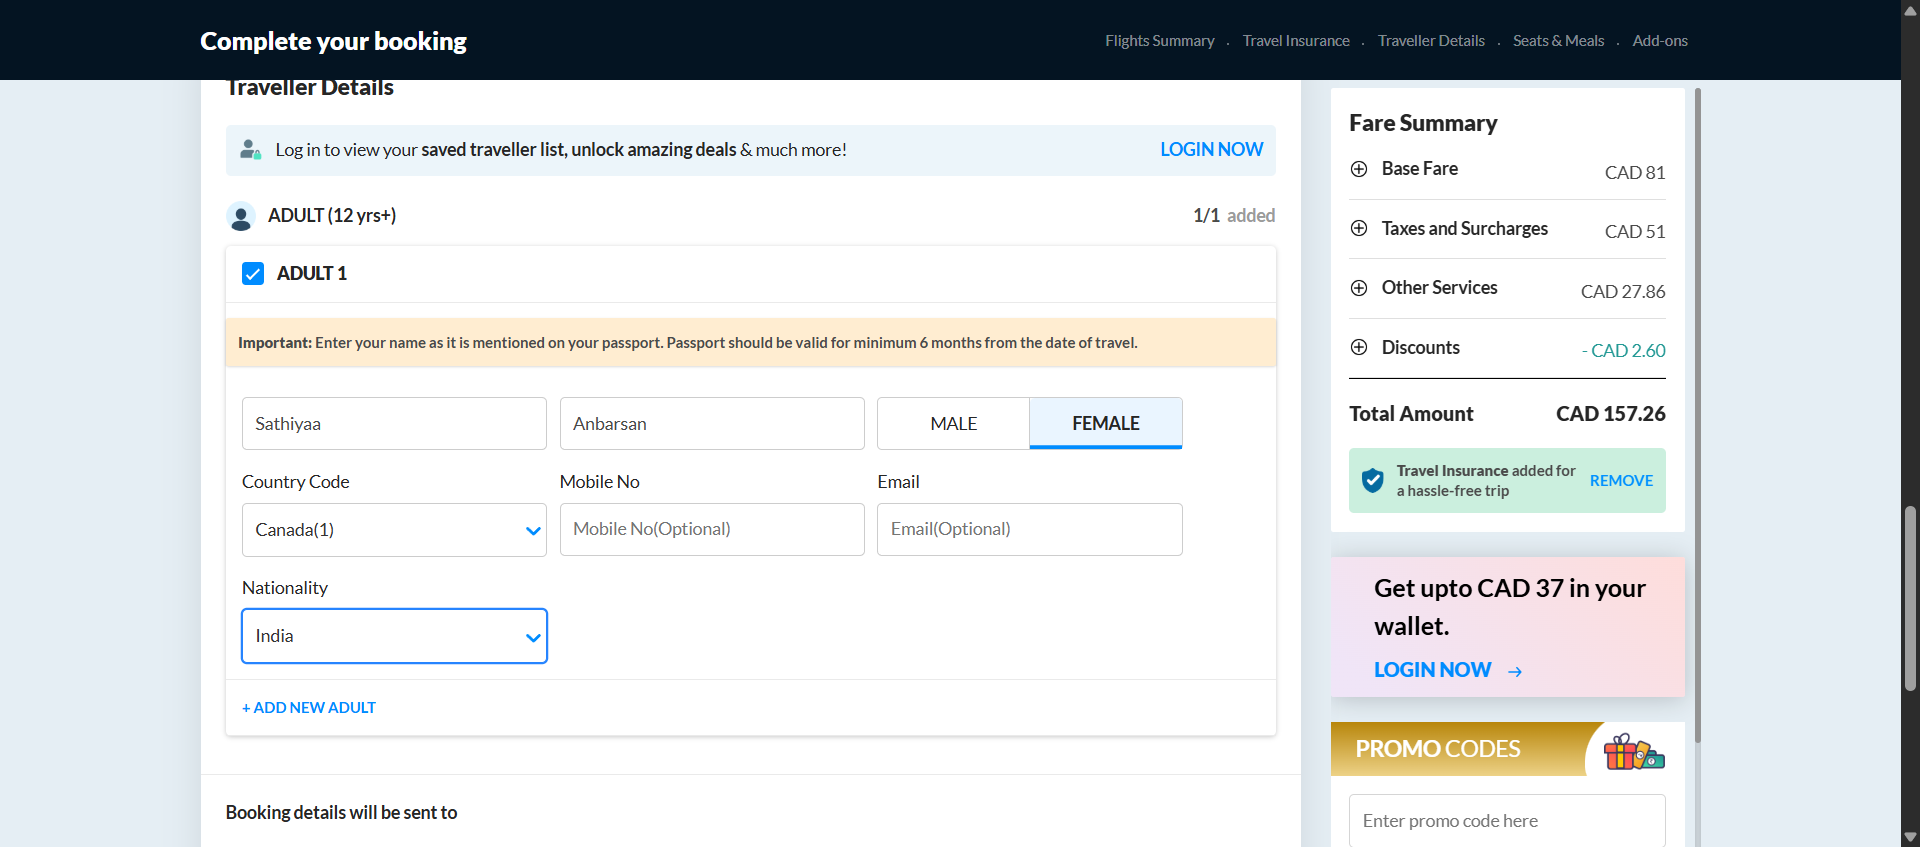 Complete your booking
Flights Summary . Travel Insurance . Traveller Details . Seats & Meals . Add-ons
Traveller Details
Log in to view your saved traveller list, unlock amazing deals & much more!
LOGIN NOW
ADULT (12 yrs+)
1/1 added
ADULT 1
Important: Enter your name as it is mentioned on your passport. Passport should be valid for minimum 6 months from the date of travel.
Sathiyaa
Anbarsan
MALE
FEMALE
Country Code
Mobile No
Email
Canada(1)
Mobile No(Optional)
Email(Optional)
Nationality
India
+ ADD NEW ADULT
Booking details will be sent to
Fare Summary
Base Fare
CAD 81
Taxes and Surcharges
CAD 51
Other Services
CAD 27.86
Discounts
- CAD 2.60
Total Amount
CAD 157.26
Travel Insurance added for
a hassle-free trip
REMOVE
Get upto CAD 37 in your
wallet.
LOGIN NOW →
PROMO CODES
Enter promo code here